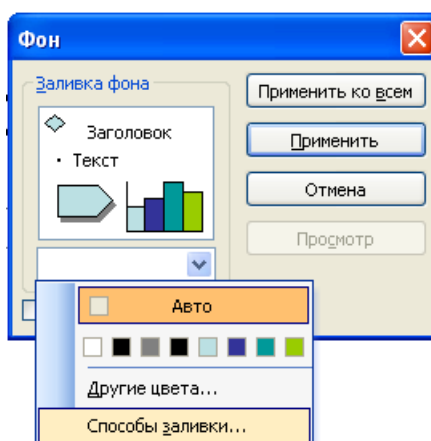 Фон
Заливка фона
Заголовок
· Текст
Применить ко всем
Применить
Отмена
Просмотр
Авто
Другие цвета...
Способы заливки...